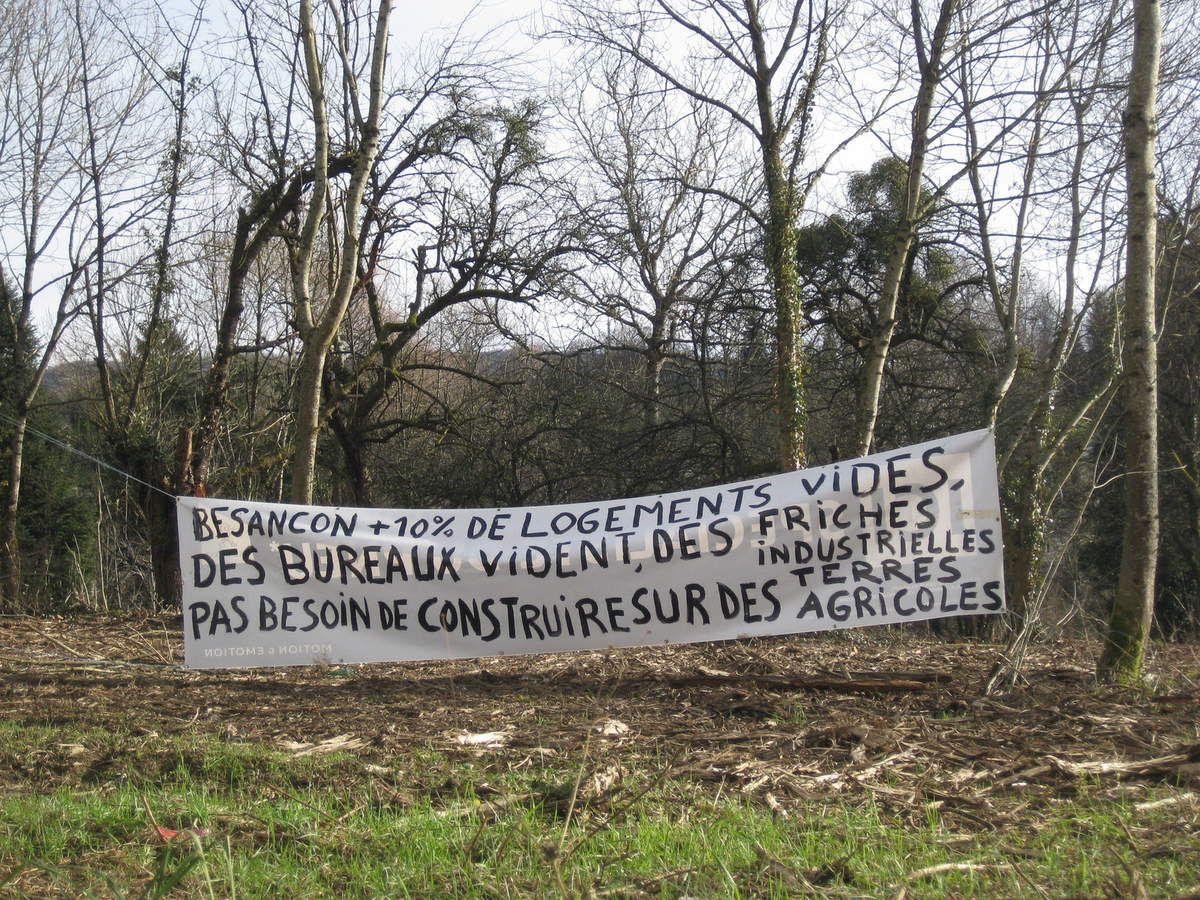 BESANCON +10% DE LOGEMENTS VIDES.
DES BUREAUX VIDENT, DES FRICHES INDUSTRIELLES
PAS BESOIN DE CONSTRUIRE SUR DES TERRES AGRICOLES
MOTION & EMOTION